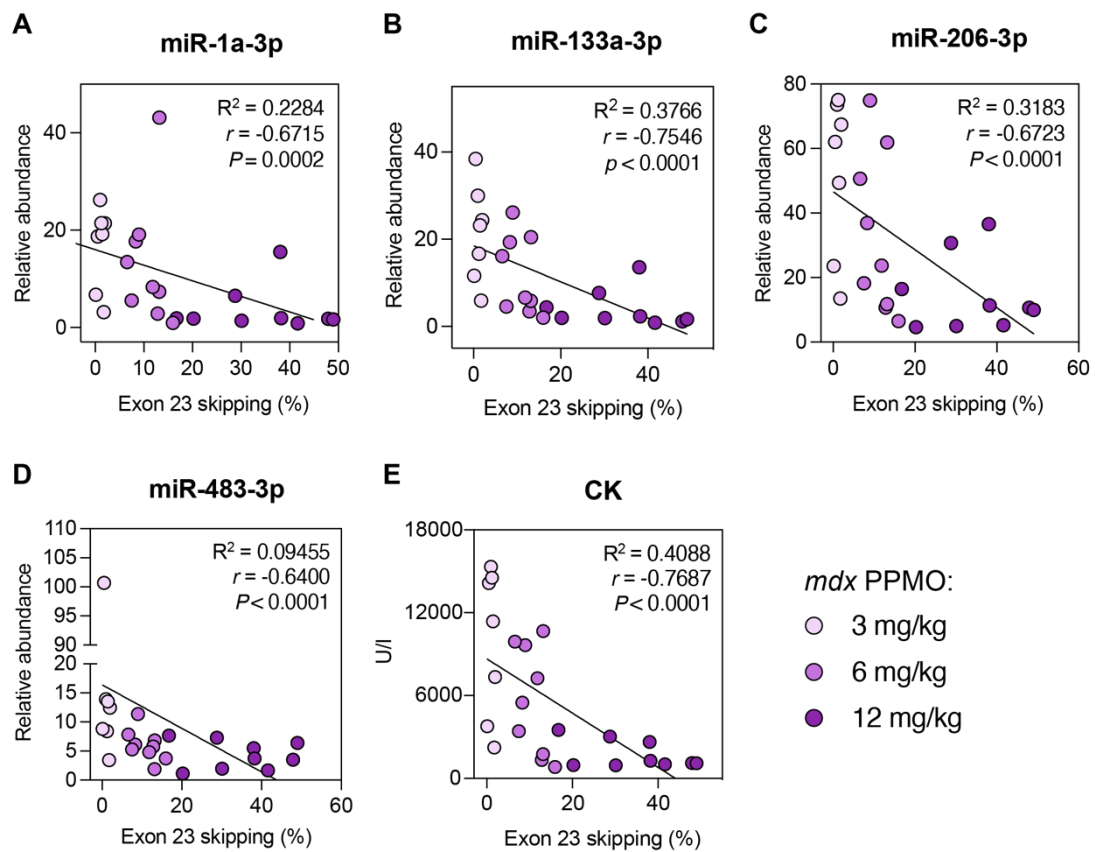 A
miR-1a-3p
R² = 0.2284
r = -0.6715
P = 0.0002
Relative abundance
40
20
0
0 10 20 30 40 50
Exon 23 skipping (%)
B
miR-133a-3p
R² = 0.3766
r = -0.7546
p < 0.0001
Relative abundance
40
20
0
0 20 40
Exon 23 skipping (%)
C
miR-206-3p
R² = 0.3183
r = -0.6723
P < 0.0001
Relative abundance
80
60
40
20
0
0 20 40 60
Exon 23 skipping (%)
D
miR-483-3p
R² = 0.09455
r = -0.6400
P < 0.0001
Relative abundance
110
105
100
95
90
20
15
10
5
0
0 20 40 60
Exon 23 skipping (%)
E
CK
R² = 0.4088
r = -0.7687
P < 0.0001
U/l
18000
12000
6000
0
0 20 40
Exon 23 skipping (%)
mdx PPMO:
3 mg/kg
6 mg/kg
12 mg/kg